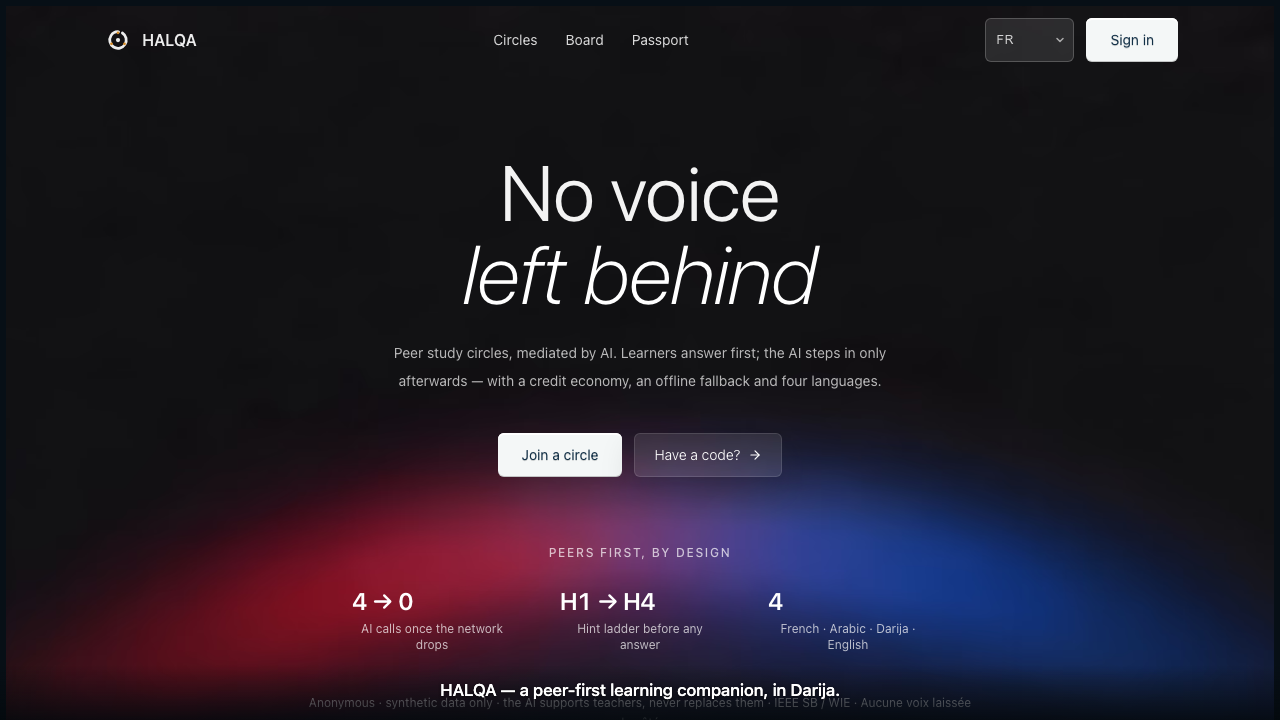 HALQA
Circles
Board
Passport
FR
Sign in
No voice
left behind
Peer study circles, mediated by AI. Learners answer first; the AI steps in only
afterwards — with a credit economy, an offline fallback and four languages.
Join a circle
Have a code? →
PEERS FIRST, BY DESIGN
4 → 0
AI calls once the network
drops
H1 → H4
Hint ladder before any
answer
4
French · Arabic · Darija ·
English
HALQA — a peer-first learning companion, in Darija.
Anonymous · synthetic data only · the AI supports teachers, never replaces them · IEEE SB / WIE · Aucune voix laissée